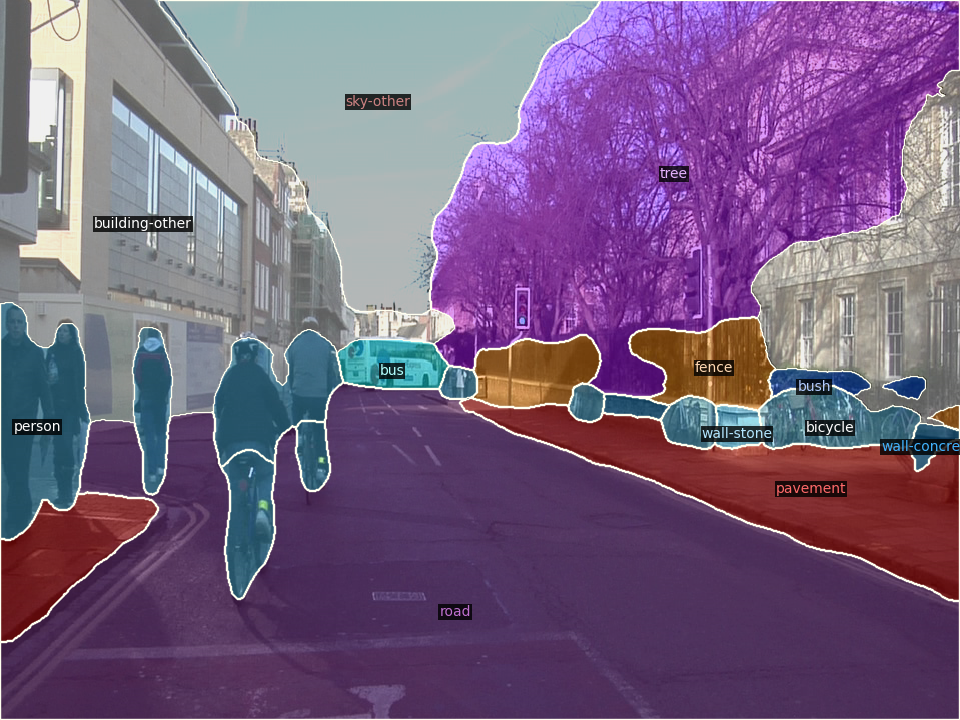 sky-other
tree
building-other
bus
fence
bush
person
bicycle
wall-stone
wall-concre
pavement
road